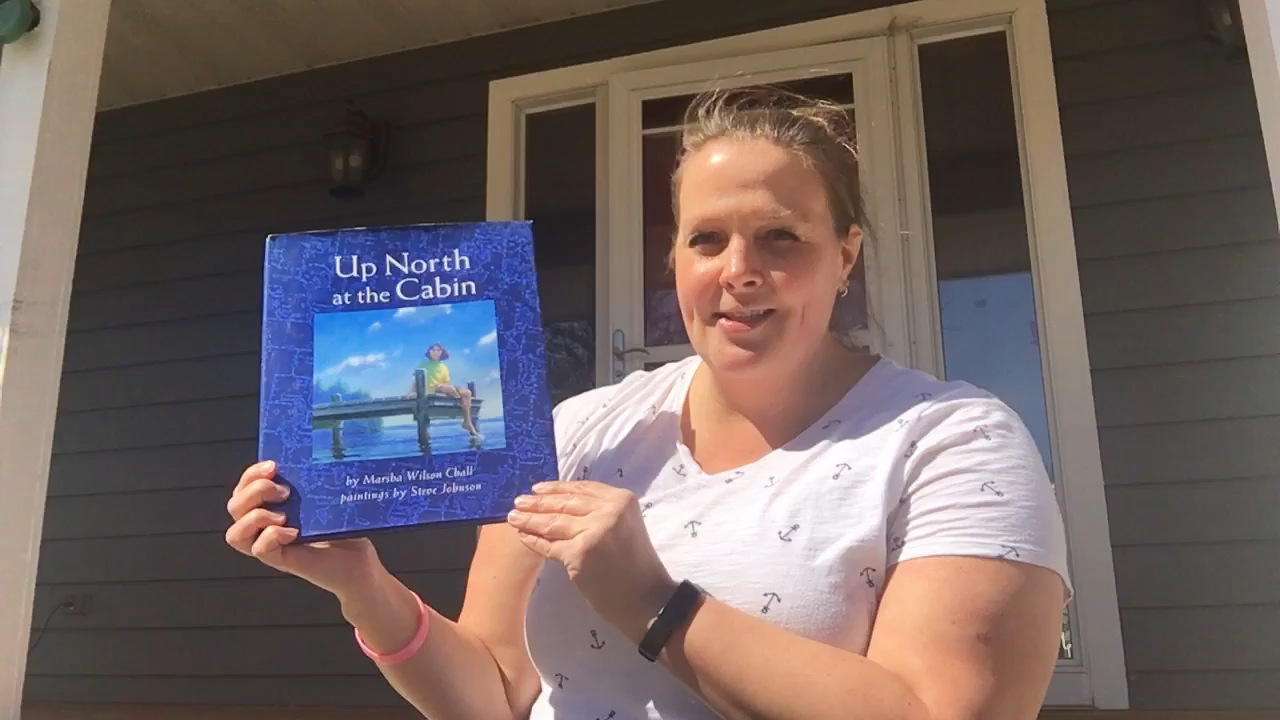 Up North
at the Cabin
by Marsha Wilson Chall
paintings by Steve Johnson